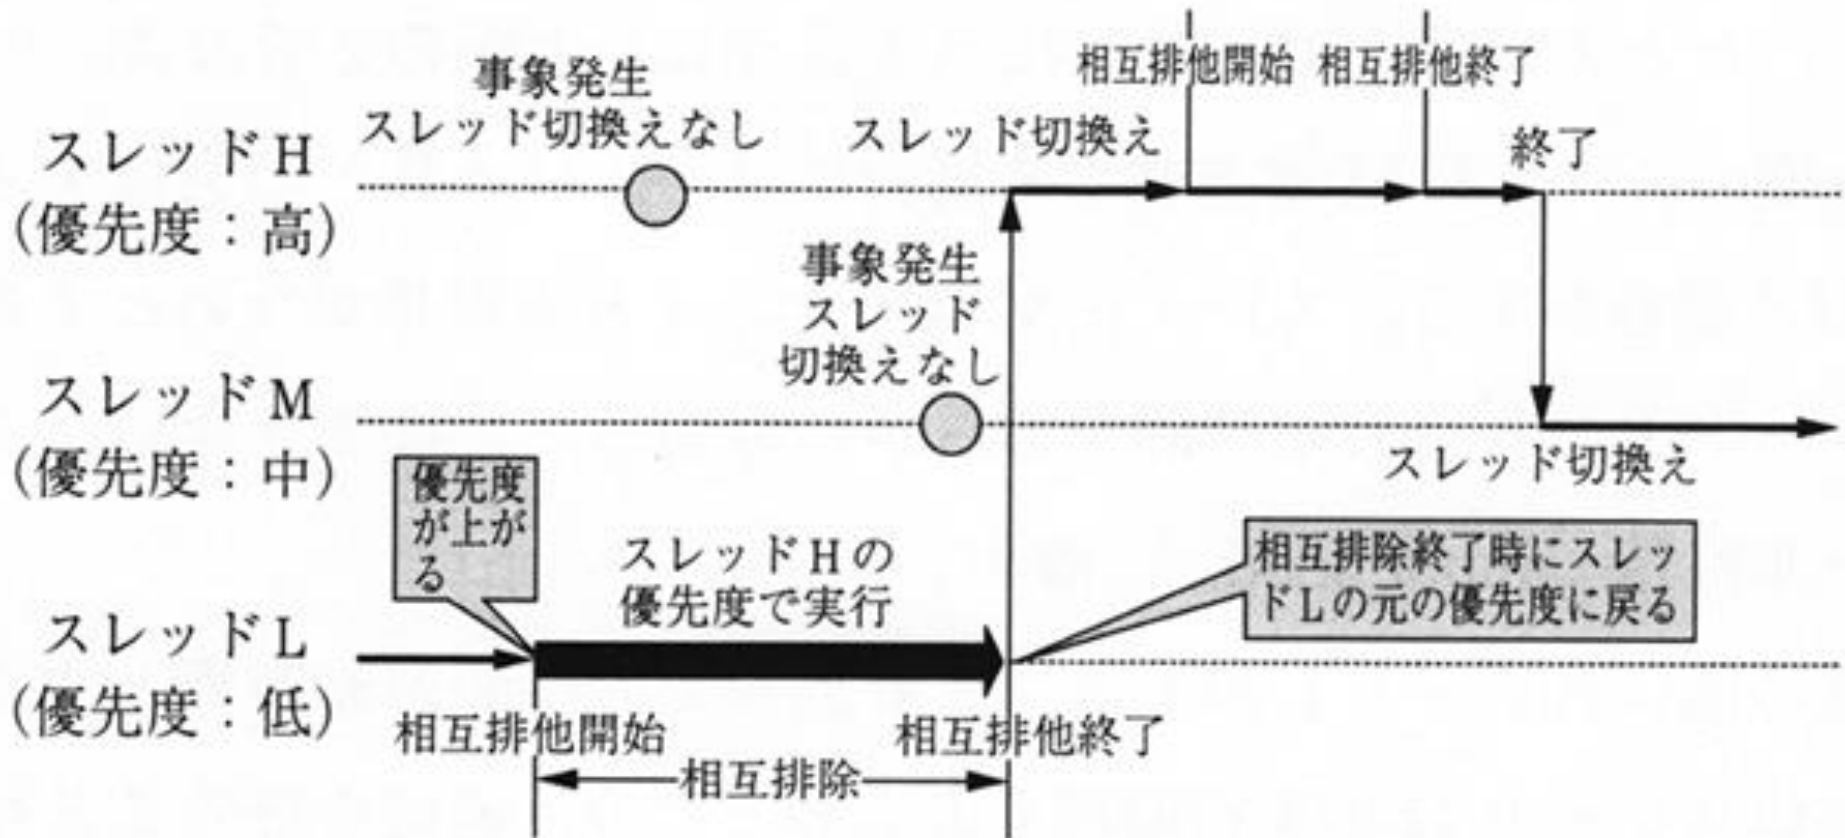 相互排他開始 相互排他終了
事象発生
スレッド切換えなし
スレッド切換え
終了
スレッドH
(優先度:高)
事象発生
スレッド
切換えなし
スレッドM
(優先度:中)
スレッド切換え
優先度
が上が
る
スレッドHの
優先度で実行
相互排除終了時にスレッ
ドLの元の優先度に戻る
スレッドL
(優先度:低)
相互排他開始
相互排他終了
相互排除